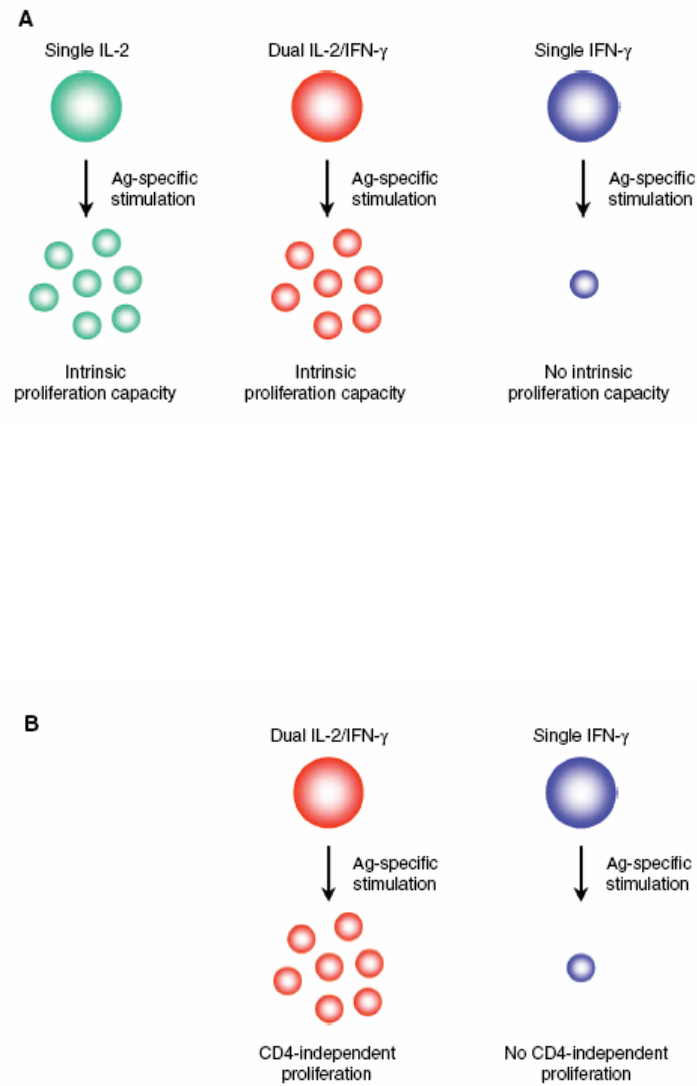 A
Single IL-2
Dual IL-2/IFN-γ
Single IFN-γ
Ag-specific
stimulation
Ag-specific
stimulation
Ag-specific
stimulation
Intrinsic
proliferation capacity
Intrinsic
proliferation capacity
No intrinsic
proliferation capacity
B
Dual IL-2/IFN-γ
Single IFN-γ
Ag-specific
stimulation
Ag-specific
stimulation
CD4-independent
proliferation
No CD4-independent
proliferation